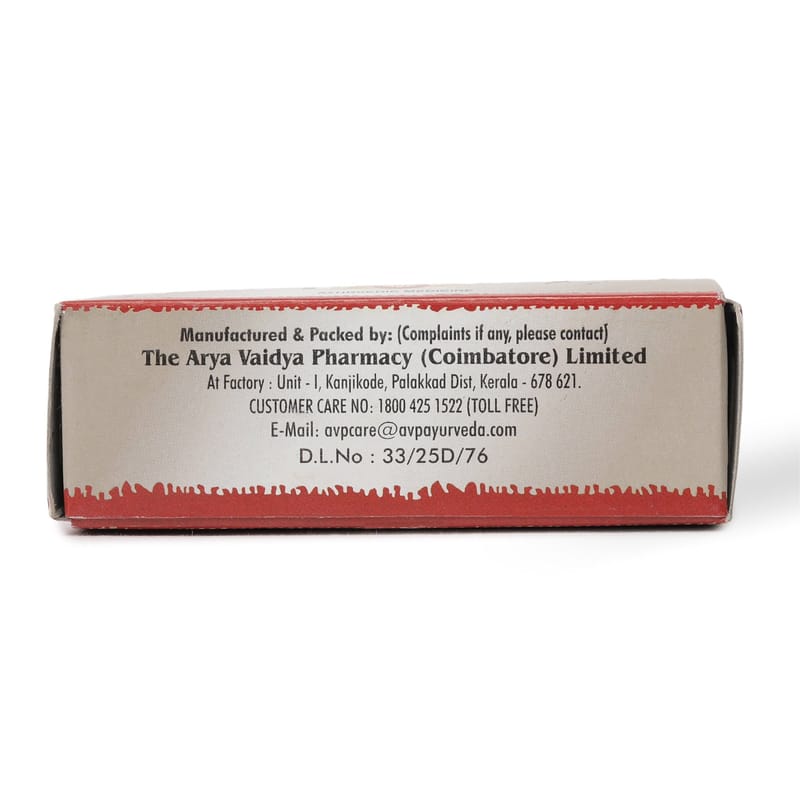 AYURVEDIC MEDICINE
Manufactured & Packed by: (Complaints if any, please contact)
The Arya Vaidya Pharmacy (Coimbatore) Limited
At Factory : Unit - I, Kanjikode, Palakkad Dist, Kerala - 678 621.
CUSTOMER CARE NO: 1800 425 1522 (TOLL FREE)
E-Mail: avpcare@avpayurveda.com
D.L.No : 33/25D/76